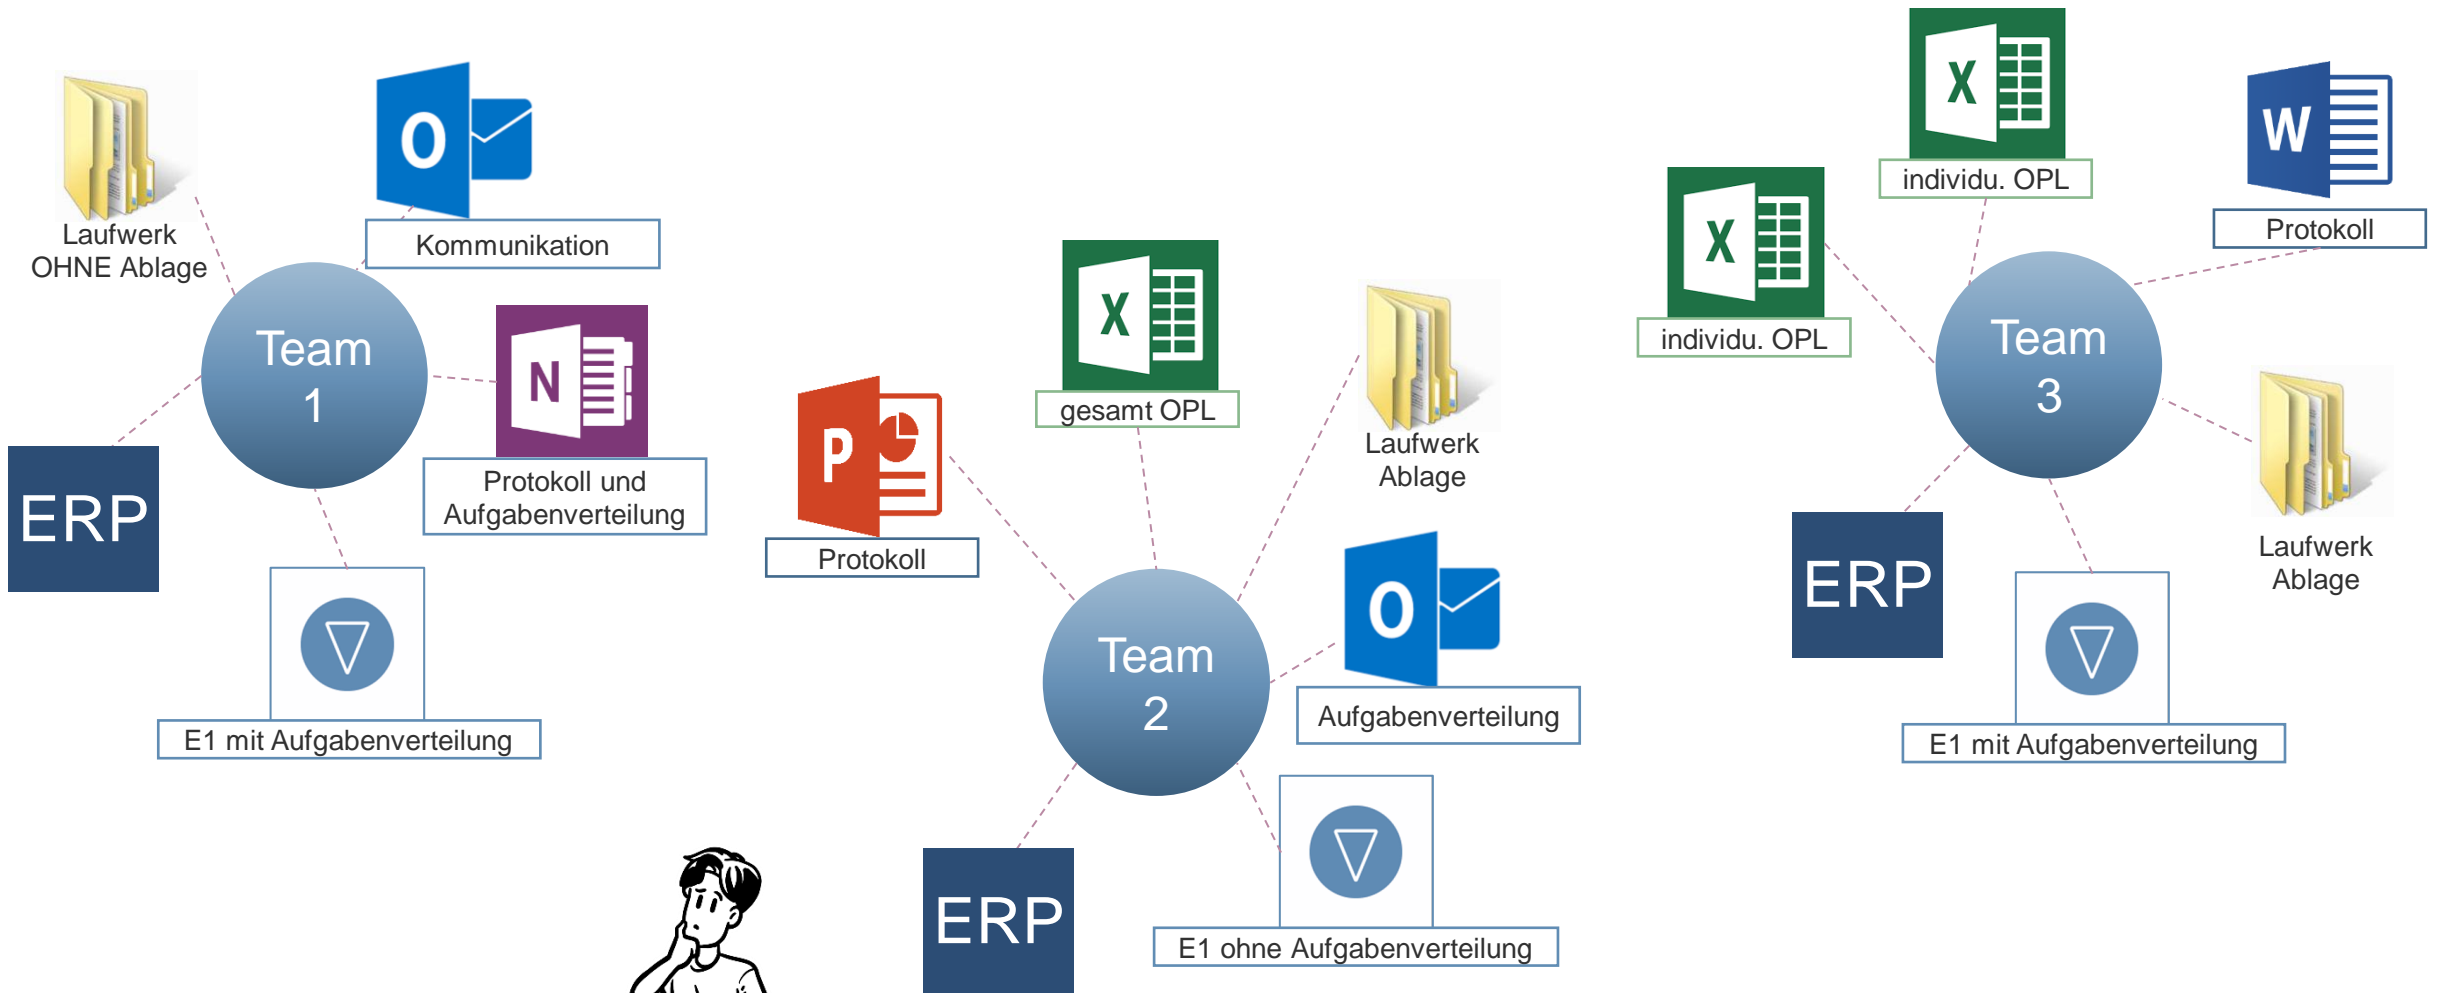 O
Laufwerk
OHNE Ablage
Kommunikation
Team
1
N
Protokoll und
Aufgabenverteilung
ERP
E1 mit Aufgabenverteilung
X
gesamt OPL
P
Protokoll
Laufwerk
Ablage
O
Aufgabenverteilung
Team
2
ERP
E1 ohne Aufgabenverteilung
X
individu. OPL
X
individu. OPL
W
Protokoll
Team
3
Laufwerk
Ablage
ERP
E1 mit Aufgabenverteilung